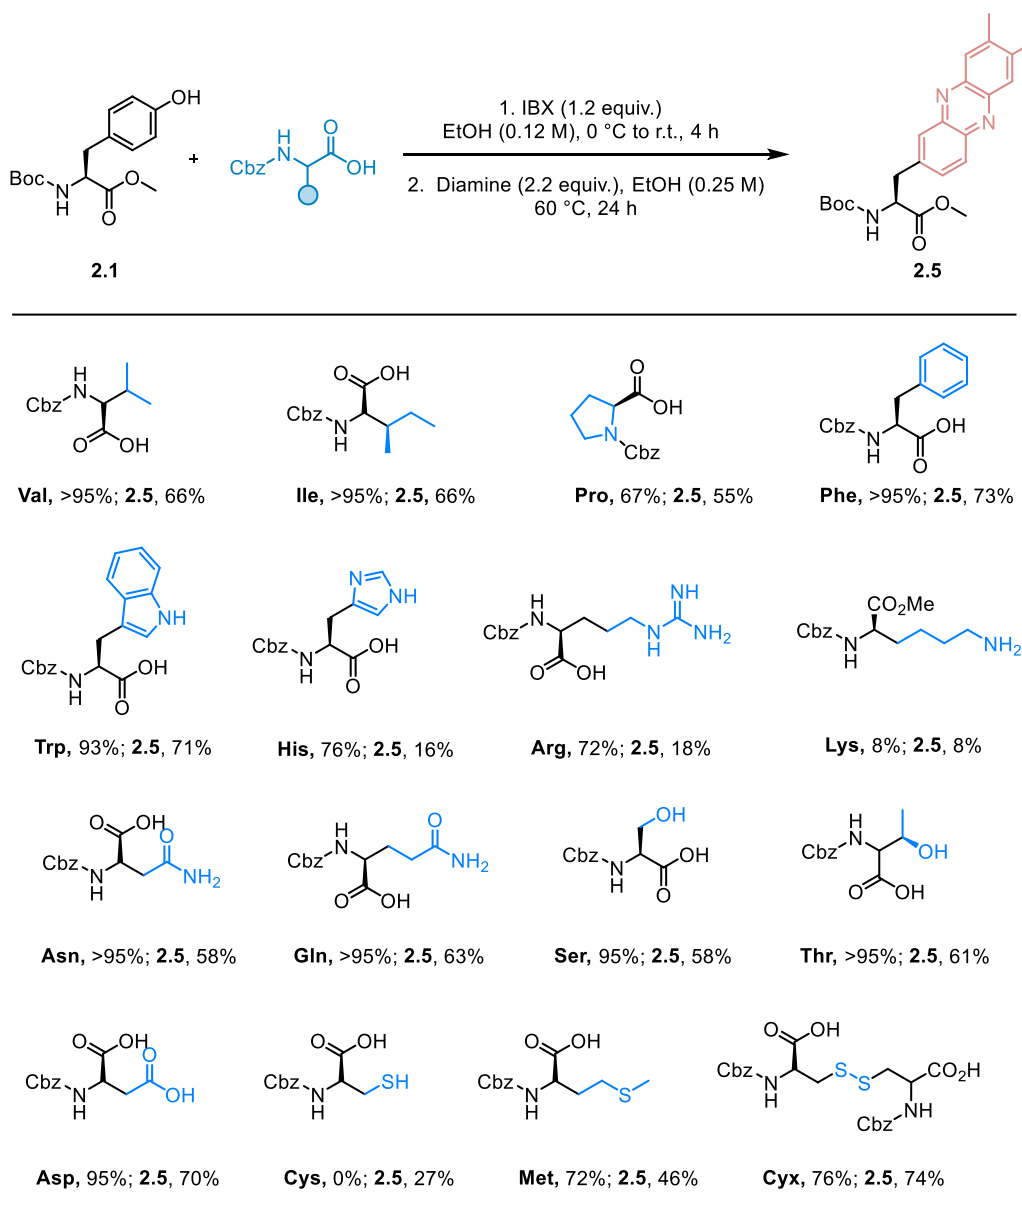 1. IBX (1.2 equiv.)
EtOH (0.12 M), 0 °C to r.t., 4 h
2. Diamine (2.2 equiv.), EtOH (0.25 M)
60 °C, 24 h
OH
Boc N H O O
2.1
+
Cbz H N O OH
N N
Boc N H O O
2.5
Cbz H N O OH
Val, >95%; 2.5, 66%
O OH Cbz N H
Ile, >95%; 2.5, 66%
O OH N Cbz
Pro, 67%; 2.5, 55%
Cbz N H O OH
Phe, >95%; 2.5, 73%
NH Cbz N H O OH
Trp, 93%; 2.5, 71%
N NH Cbz N H O OH
His, 76%; 2.5, 16%
Cbz H N O OH N H NH NH2
Arg, 72%; 2.5, 18%
CO2Me Cbz N H NH2
Lys, 8%; 2.5, 8%
O OH O Cbz N H NH2
Asn, >95%; 2.5, 58%
Cbz H N O NH2 O OH
Gln, >95%; 2.5, 63%
OH Cbz N H O OH
Ser, 95%; 2.5, 58%
Cbz H N OH O OH
Thr, >95%; 2.5, 61%
O OH O Cbz N H OH
Asp, 95%; 2.5, 70%
O OH Cbz N H SH
Cys, 0%; 2.5, 27%
O OH Cbz N H S
Met, 72%; 2.5, 46%
O OH Cbz N H S S CO2H Cbz NH
Cyx, 76%; 2.5, 74%